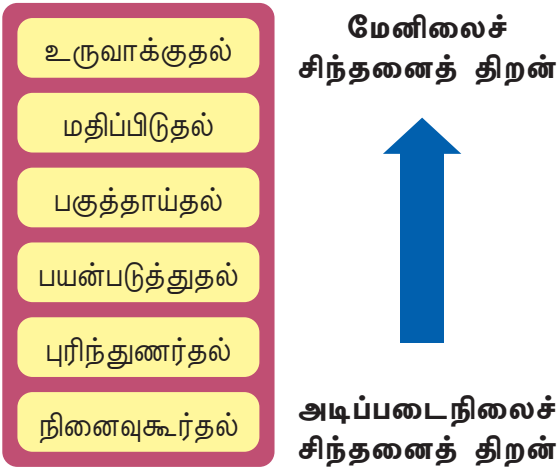 உருவாக்குதல்
மதிப்பிடுதல்
பகுத்தாய்தல்
பயன்படுத்துதல்
புரிந்துணர்தல்
நினைவுகூர்தல்
மேனிலைச்
சிந்தனைத் திறன்
அடிப்படைநிலைச்
சிந்தனைத் திறன்